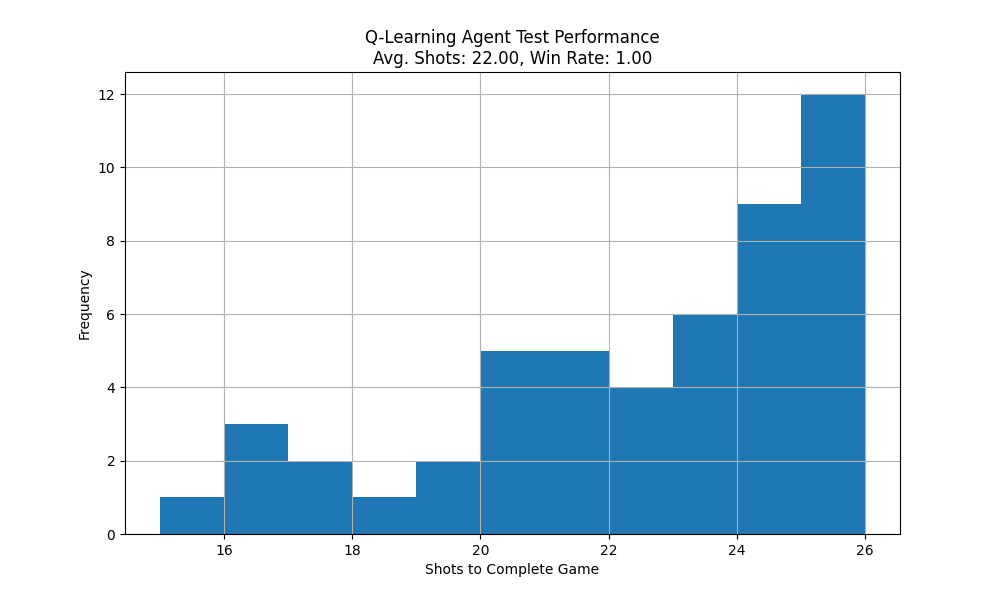 Q-Learning Agent Test Performance
Avg. Shots: 22.00, Win Rate: 1.00
12
10
8
6
4
2
0
Frequency
16 18 20 22 24 26
Shots to Complete Game